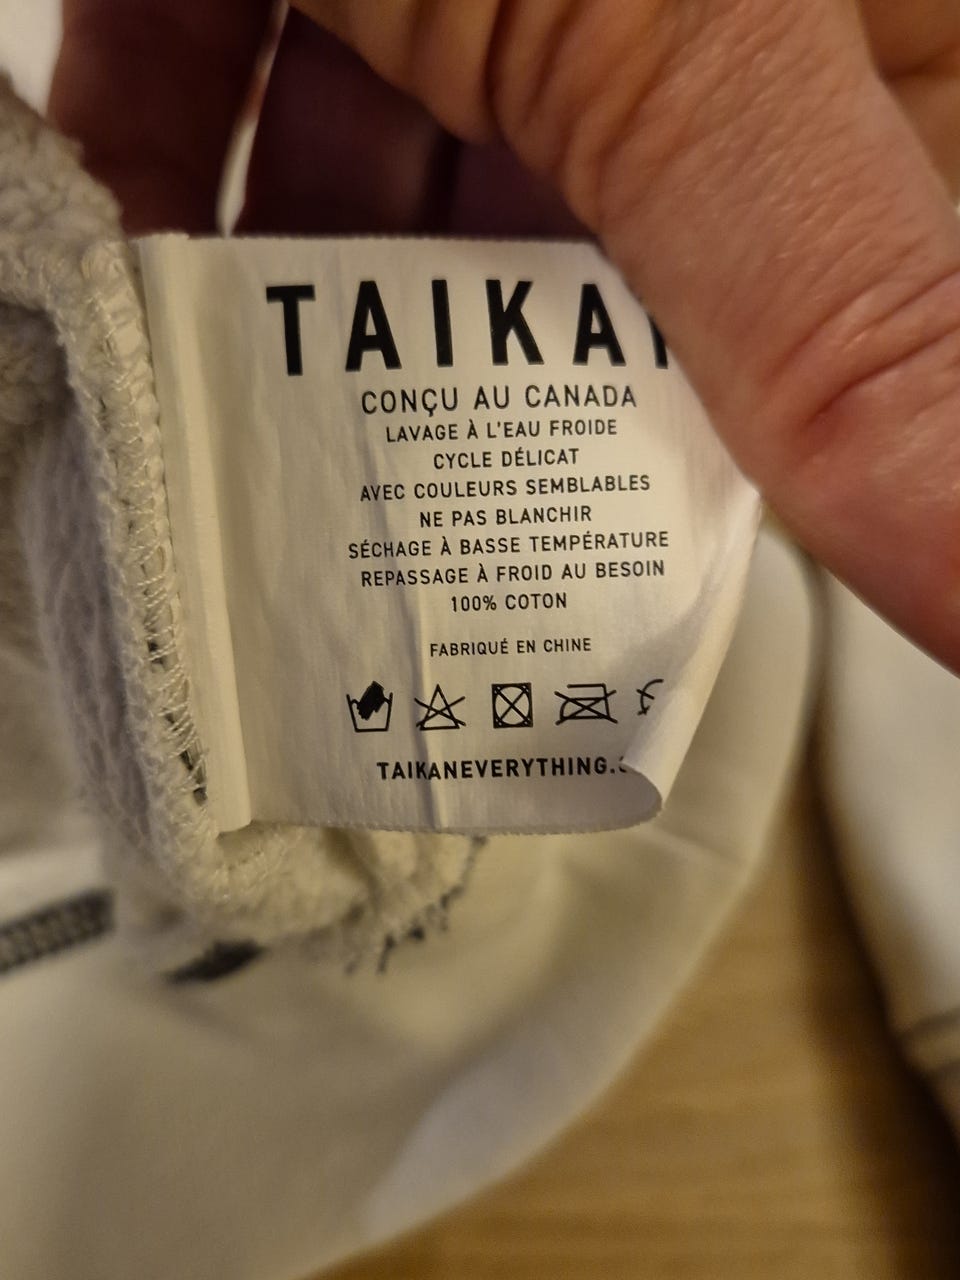 TAIKA
CONÇU AU CANADA
LAVAGE À L'EAU FROIDE
CYCLE DÉLICAT
AVEC COULEURS SEMBLABLES
NE PAS BLANCHIR
SÉCHAGE À BASSE TEMPÉRATURE
REPASSAGE À FROID AU BESOIN
100% COTON
FABRIQUÉ EN CHINE
TAIKANEVERYTHING.